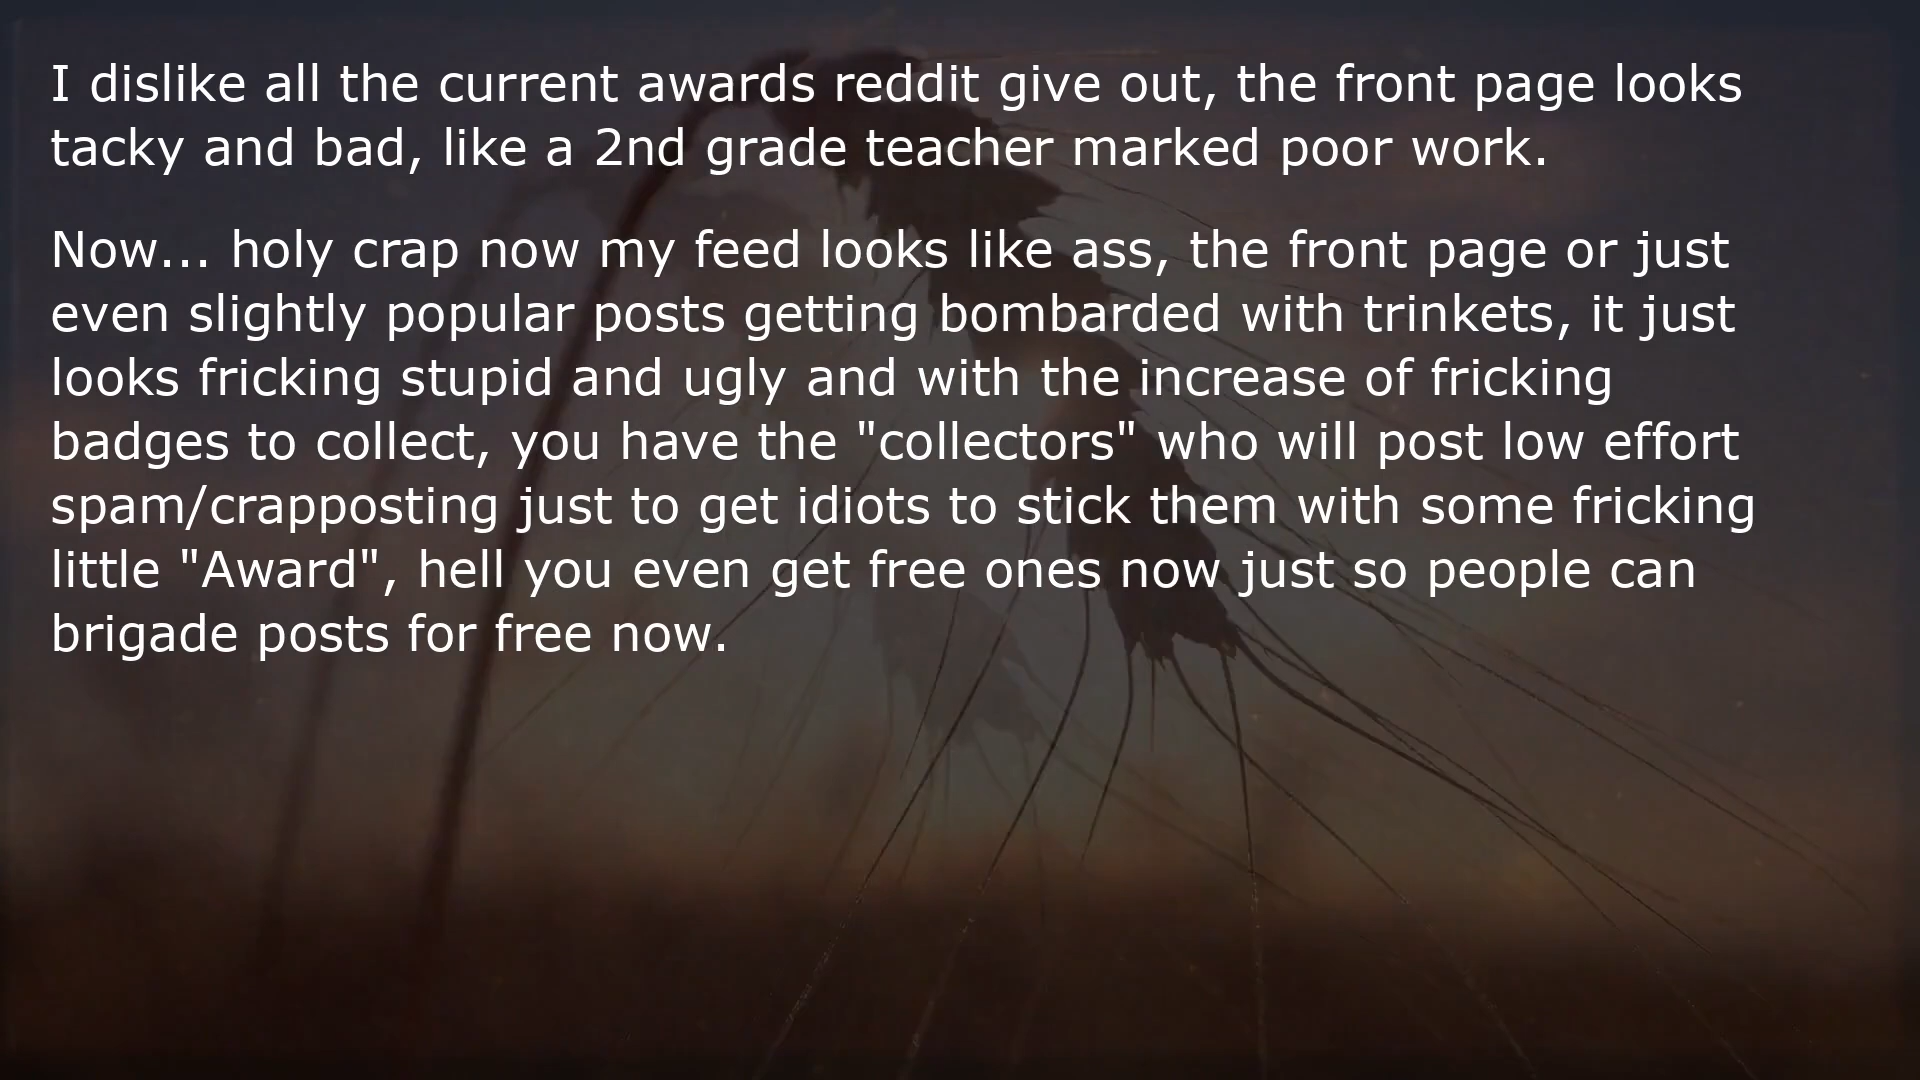 I dislike all the current awards reddit give out, the front page looks
tacky and bad, like a 2nd grade teacher marked poor work.
Now... holy crap now my feed looks like ass, the front page or just
even slightly popular posts getting bombarded with trinkets, it just
looks fricking stupid and ugly and with the increase of fricking
badges to collect, you have the "collectors" who will post low effort
spam/crapposting just to get idiots to stick them with some fricking
little "Award", hell you even get free ones now just so people can
brigade posts for free now.